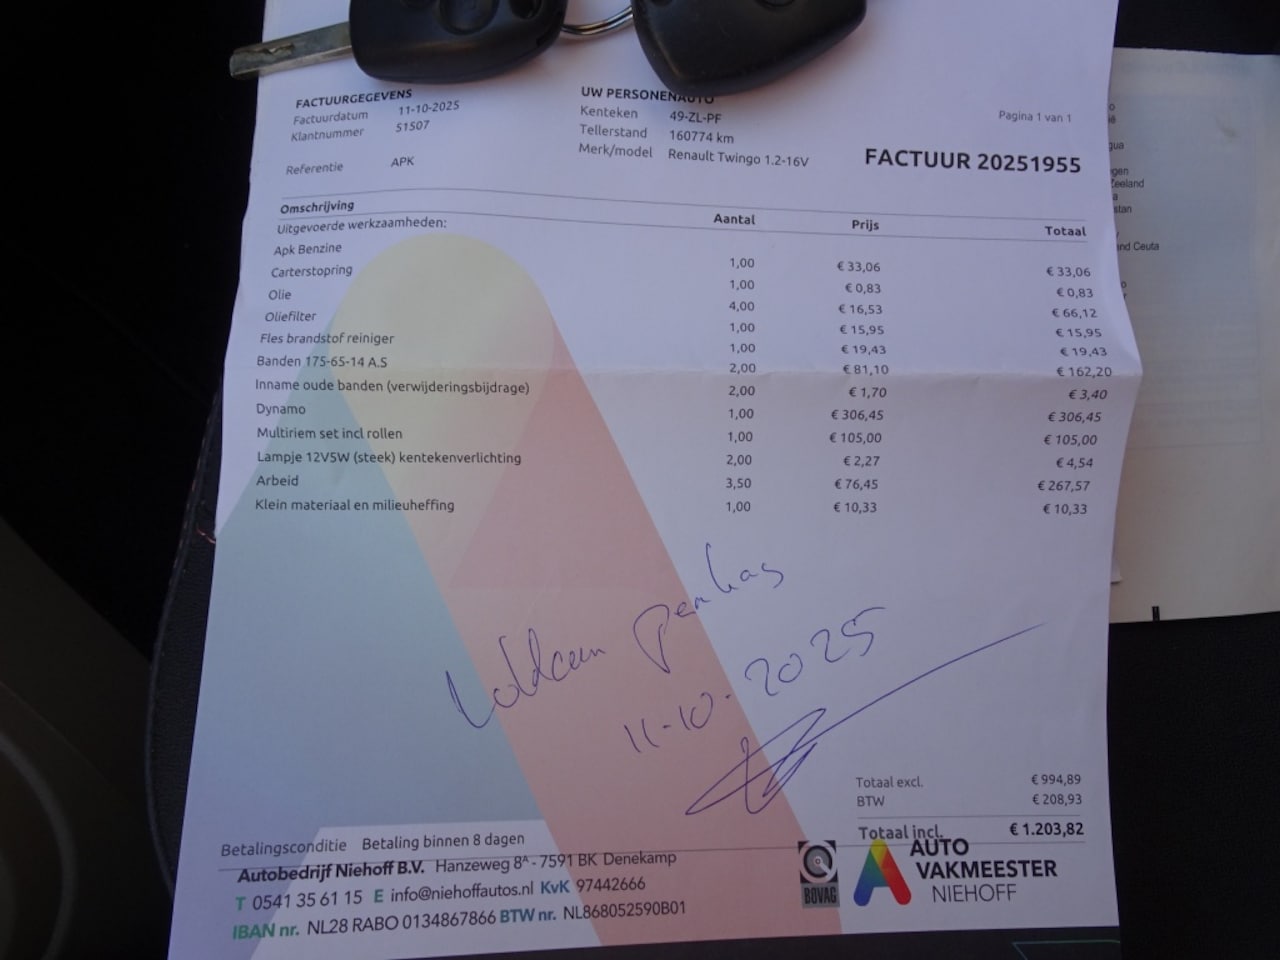 FACTUURGEGEVENS
Factuurdatum 11-10-2025
Klantnummer 51507
Referentie APK
UW PERSONENAUTO
Kenteken 49-ZL-PF
Tellerstand 160774 km
Merk/model Renault Twingo 1.2-16V
Pagina 1 van 1
FACTUUR 20251955
Omschrijving Aantal Prijs Totaal
Uitgevoerde werkzaamheden:
Apk Benzine 1,00 € 33,06 € 33,06
Carterstopring 1,00 € 0,83 € 0,83
Olie 4,00 € 16,53 € 66,12
Oliefilter 1,00 € 15,95 € 15,95
Fles brandstof reiniger 1,00 € 19,43 € 19,43
Banden 175-65-14 A.S 2,00 € 81,10 € 162,20
Inname oude banden (verwijderingsbijdrage) 2,00 € 1,70 € 3,40
Dynamo 1,00 € 306,45 € 306,45
Multiriem set incl rollen 1,00 € 105,00 € 105,00
Lampje 12V5W (steek) kentekenverlichting 2,00 € 2,27 € 4,54
Arbeid 3,50 € 76,45 € 267,57
Klein materiaal en milieuheffing 1,00 € 10,33 € 10,33
11-10-2025
Totaal excl. € 994,89
BTW € 208,93
Totaal incl. € 1.203,82
Betalingsconditie Betaling binnen 8 dagen
Autobedrijf Niehoff B.V. Hanzeweg 8ᴬ - 7591 BK Denekamp
T 0541 35 61 15 E info@niehoffautos.nl KvK 97442666
IBAN nr. NL28 RABO 0134867866 BTW nr. NL868052590B01
BOVAG
AUTO
VAKMEESTER
NIEHOFF
gua
Zeeland
nd Ceuta